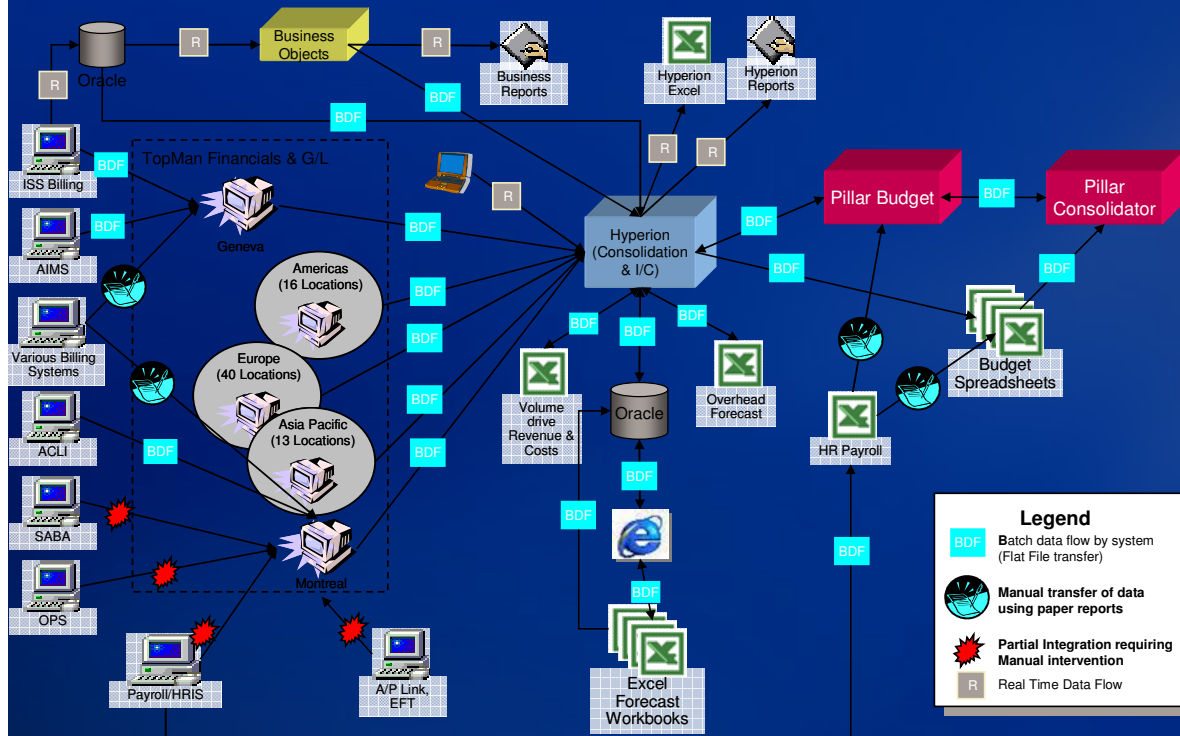 R
Business
Objects
R
Oracle
R
Business
Reports
Hyperion
Excel
Hyperion
Reports
BDF
BDF
R
R
ISS Billing
BDF
TopMan Financials & G/L
R
Geneva
BDF
AIMS
BDF
Americas
(16 Locations)
BDF
BDF
Hyperion
(Consolidation
& I/C)
BDF
Pillar Budget
BDF
Pillar
Consolidator
BDF
BDF
Various Billing
Systems
Europe
(40 Locations)
BDF
BDF
BDF
BDF
Budget
Spreadsheets
Asia Pacific
(13 Locations)
BDF
Volume
drive
Revenue &
Costs
Oracle
Overhead
Forecast
ACLI
BDF
BDF
HR Payroll
BDF
SABA
BDF
Montreal
BDF
OPS
BDF
Payroll/HRIS
A/P Link,
EFT
Excel
Forecast
Workbooks
Legend
BDF
Batch data flow by system
(Flat File transfer)
Manual transfer of data
using paper reports
Partial Integration requiring
Manual intervention
R
Real Time Data Flow